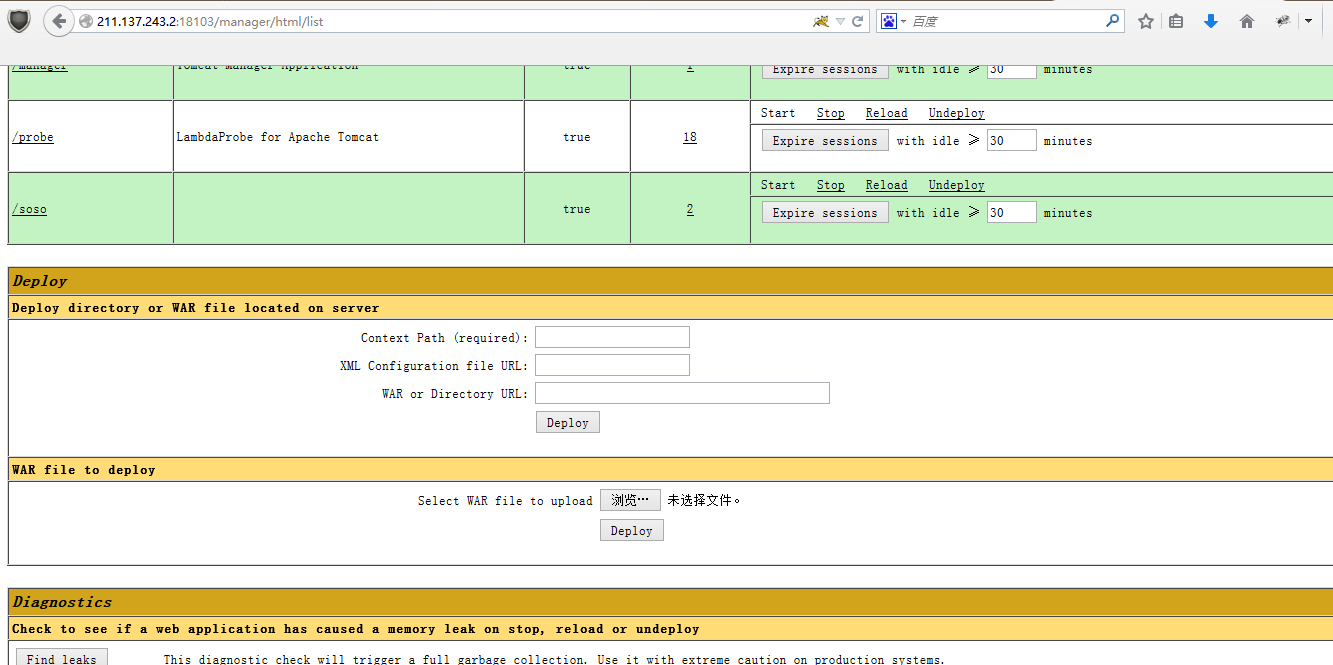 211.137.243.2:18103/manager/html/list
百度
/manager Tomcat Manager Application true 1 Expire sessions with idle ≥ 30 minutes
Start Stop Reload Undeploy
/probe LambdaProbe for Apache Tomcat true 18
Expire sessions with idle ≥ 30 minutes
Start Stop Reload Undeploy
/soso true 2
Expire sessions with idle ≥ 30 minutes
Deploy
Deploy directory or WAR file located on server
Context Path (required):
XML Configuration file URL:
WAR or Directory URL:
Deploy
WAR file to deploy
Select WAR file to upload 浏览… 未选择文件。
Deploy
Diagnostics
Check to see if a web application has caused a memory leak on stop, reload or undeploy
Find leaks This diagnostic check will trigger a full garbage collection. Use it with extreme caution on production systems.